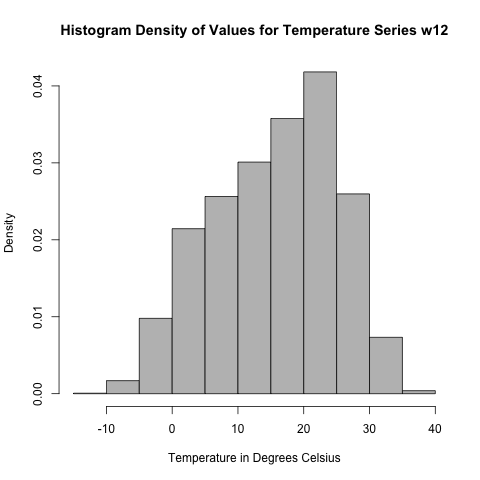 Histogram Density of Values for Temperature Series w12
0.04
0.03
0.02
0.01
0.00
Density
-10 0 10 20 30 40
Temperature in Degrees Celsius